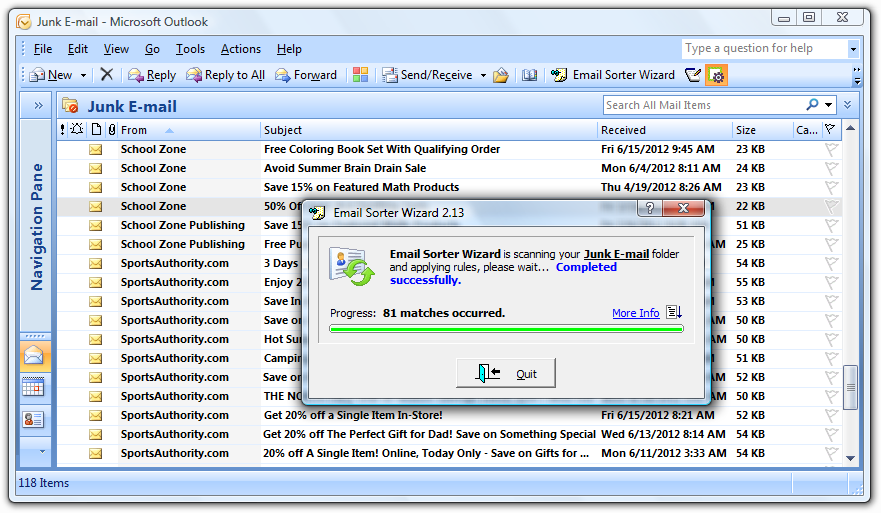 Junk E-mail - Microsoft Outlook
File Edit View Go Tools Actions Help Type a question for help
New Reply Reply to All Forward Send/Receive Email Sorter Wizard
Junk E-mail Search All Mail Items
! From Subject Received Size Ca...
School Zone Free Coloring Book Set With Qualifying Order Fri 6/15/2012 9:45 AM 23 KB
School Zone Avoid Summer Brain Drain Sale Mon 6/4/2012 8:11 AM 24 KB
School Zone Save 15% on Featured Math Products Thu 4/19/2012 8:26 AM 23 KB
School Zone 50% Of 22 KB
School Zone Publishing Save 15 51 KB
School Zone Publishing Free Pu AM 25 KB
SportsAuthority.com 3 Days AM 54 KB
SportsAuthority.com Enjoy 2 AM 55 KB
SportsAuthority.com Save In AM 53 KB
SportsAuthority.com Save on AM 50 KB
SportsAuthority.com Hot Sum AM 50 KB
SportsAuthority.com Campin AM 51 KB
SportsAuthority.com Save on AM 52 KB
SportsAuthority.com THE NO 50 KB
SportsAuthority.com Get 20% off a Single Item In-Store! Fri 6/15/2012 8:21 AM 52 KB
SportsAuthority.com Get 20% off The Perfect Gift for Dad! Save on Something Special Wed 6/13/2012 8:14 AM 54 KB
SportsAuthority.com 20% off A Single Item! Online, Today Only - Save on Gifts for ... Mon 6/11/2012 3:33 AM 54 KB
Navigation Pane
118 Items
Email Sorter Wizard 2.13
Email Sorter Wizard is scanning your Junk E-mail folder
and applying rules, please wait... Completed
successfully.
Progress: 81 matches occurred. More Info
Quit